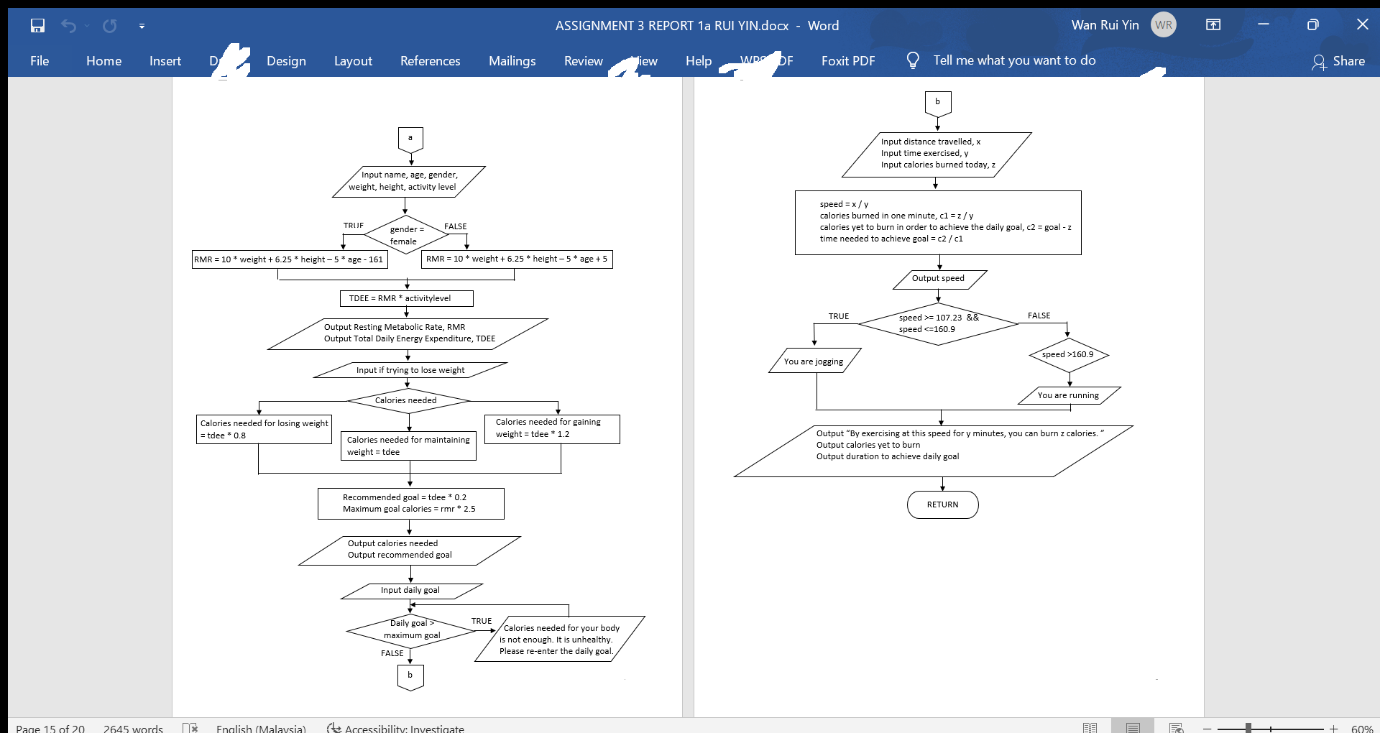 ASSIGNMENT 3 REPORT 1a RUI YIN.docx - Word
Wan Rui Yin WR
File Home Insert Design Layout References Mailings Review Help Foxit PDF Tell me what you want to do Share
a
Input name, age, gender,
weight, height, activity level
TRUE
gender =
female
FALSE
RMR = 10 * weight + 6.25 * height – 5 * age - 161
RMR = 10 * weight + 6.25 * height – 5 * age + 5
TDEE = RMR * activitylevel
Output Resting Metabolic Rate, RMR
Output Total Daily Energy Expenditure, TDEE
Input if trying to lose weight
Calories needed
Calories needed for losing weight
= tdee * 0.8
Calories needed for maintaining
weight = tdee
Calories needed for gaining
weight = tdee * 1.2
Recommended goal = tdee * 0.2
Maximum goal calories = rmr * 2.5
Output calories needed
Output recommended goal
Input daily goal
Daily goal >
maximum goal
TRUE
Calories needed for your body
is not enough. It is unhealthy.
Please re-enter the daily goal.
FALSE
b
b
Input distance travelled, x
Input time exercised, y
Input calories burned today, z
speed = x / y
calories burned in one minute, c1 = z / y
calories yet to burn in order to achieve the daily goal, c2 = goal - z
time needed to achieve goal = c2 / c1
Output speed
TRUE
speed >= 107.23 &&
speed <=160.9
FALSE
You are jogging
speed >160.9
You are running
Output "By exercising at this speed for y minutes, you can burn z calories. "
Output calories yet to burn
Output duration to achieve daily goal
RETURN
Page 15 of 20 2645 words English (Malaysia) Accessibility: Investigate 60%